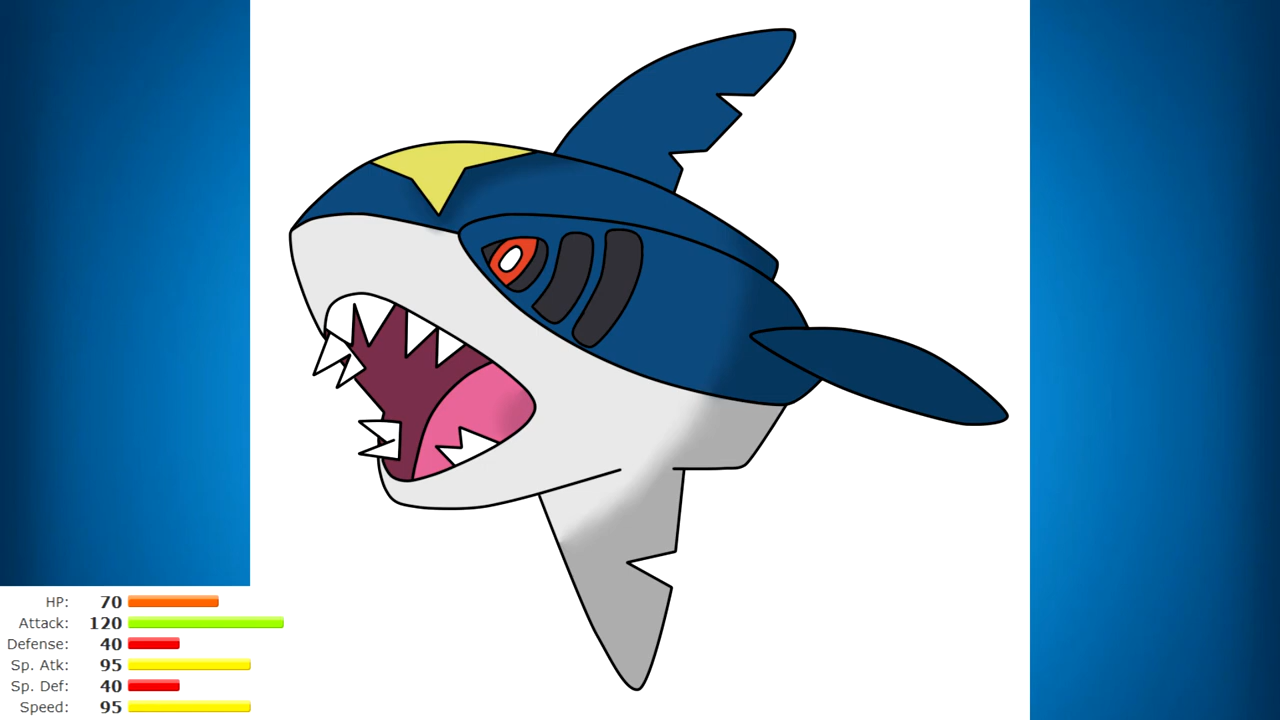 HP: 70
Attack: 120
Defense: 40
Sp. Atk: 95
Sp. Def: 40
Speed: 95